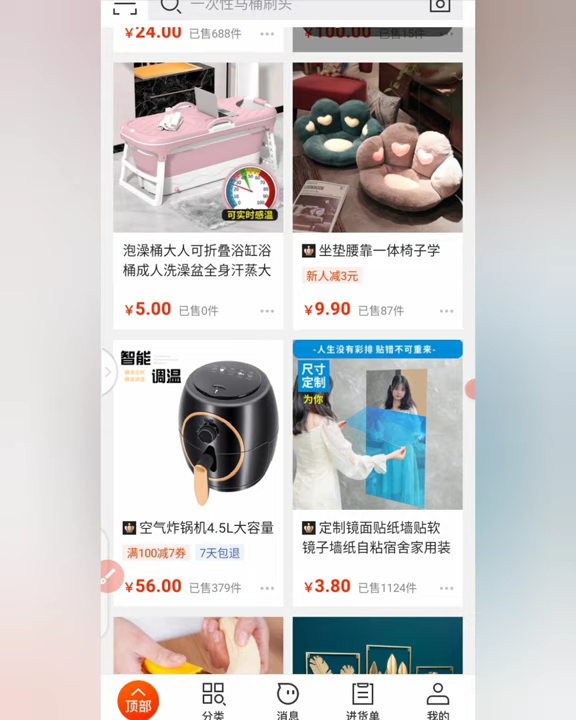 一次性马桶刷头
¥24.00 已售688件
¥100.00 已售15件
可实时感温
泡澡桶大人可折叠浴缸浴
桶成人洗澡盆全身汗蒸大
¥5.00 已售0件
坐垫腰靠一体椅子学
新人减3元
¥9.90 已售87件
智能
调温
空气炸锅机4.5L大容量
满100减7券 7天包退
¥56.00 已售379件
-人生没有彩排 贴错不可重来-
尺寸
定制
为你
定制镜面贴纸墙贴软
镜子墙纸自粘宿舍家用装
¥3.80 已售1124件
顶部
分类
消息
进货单
我的